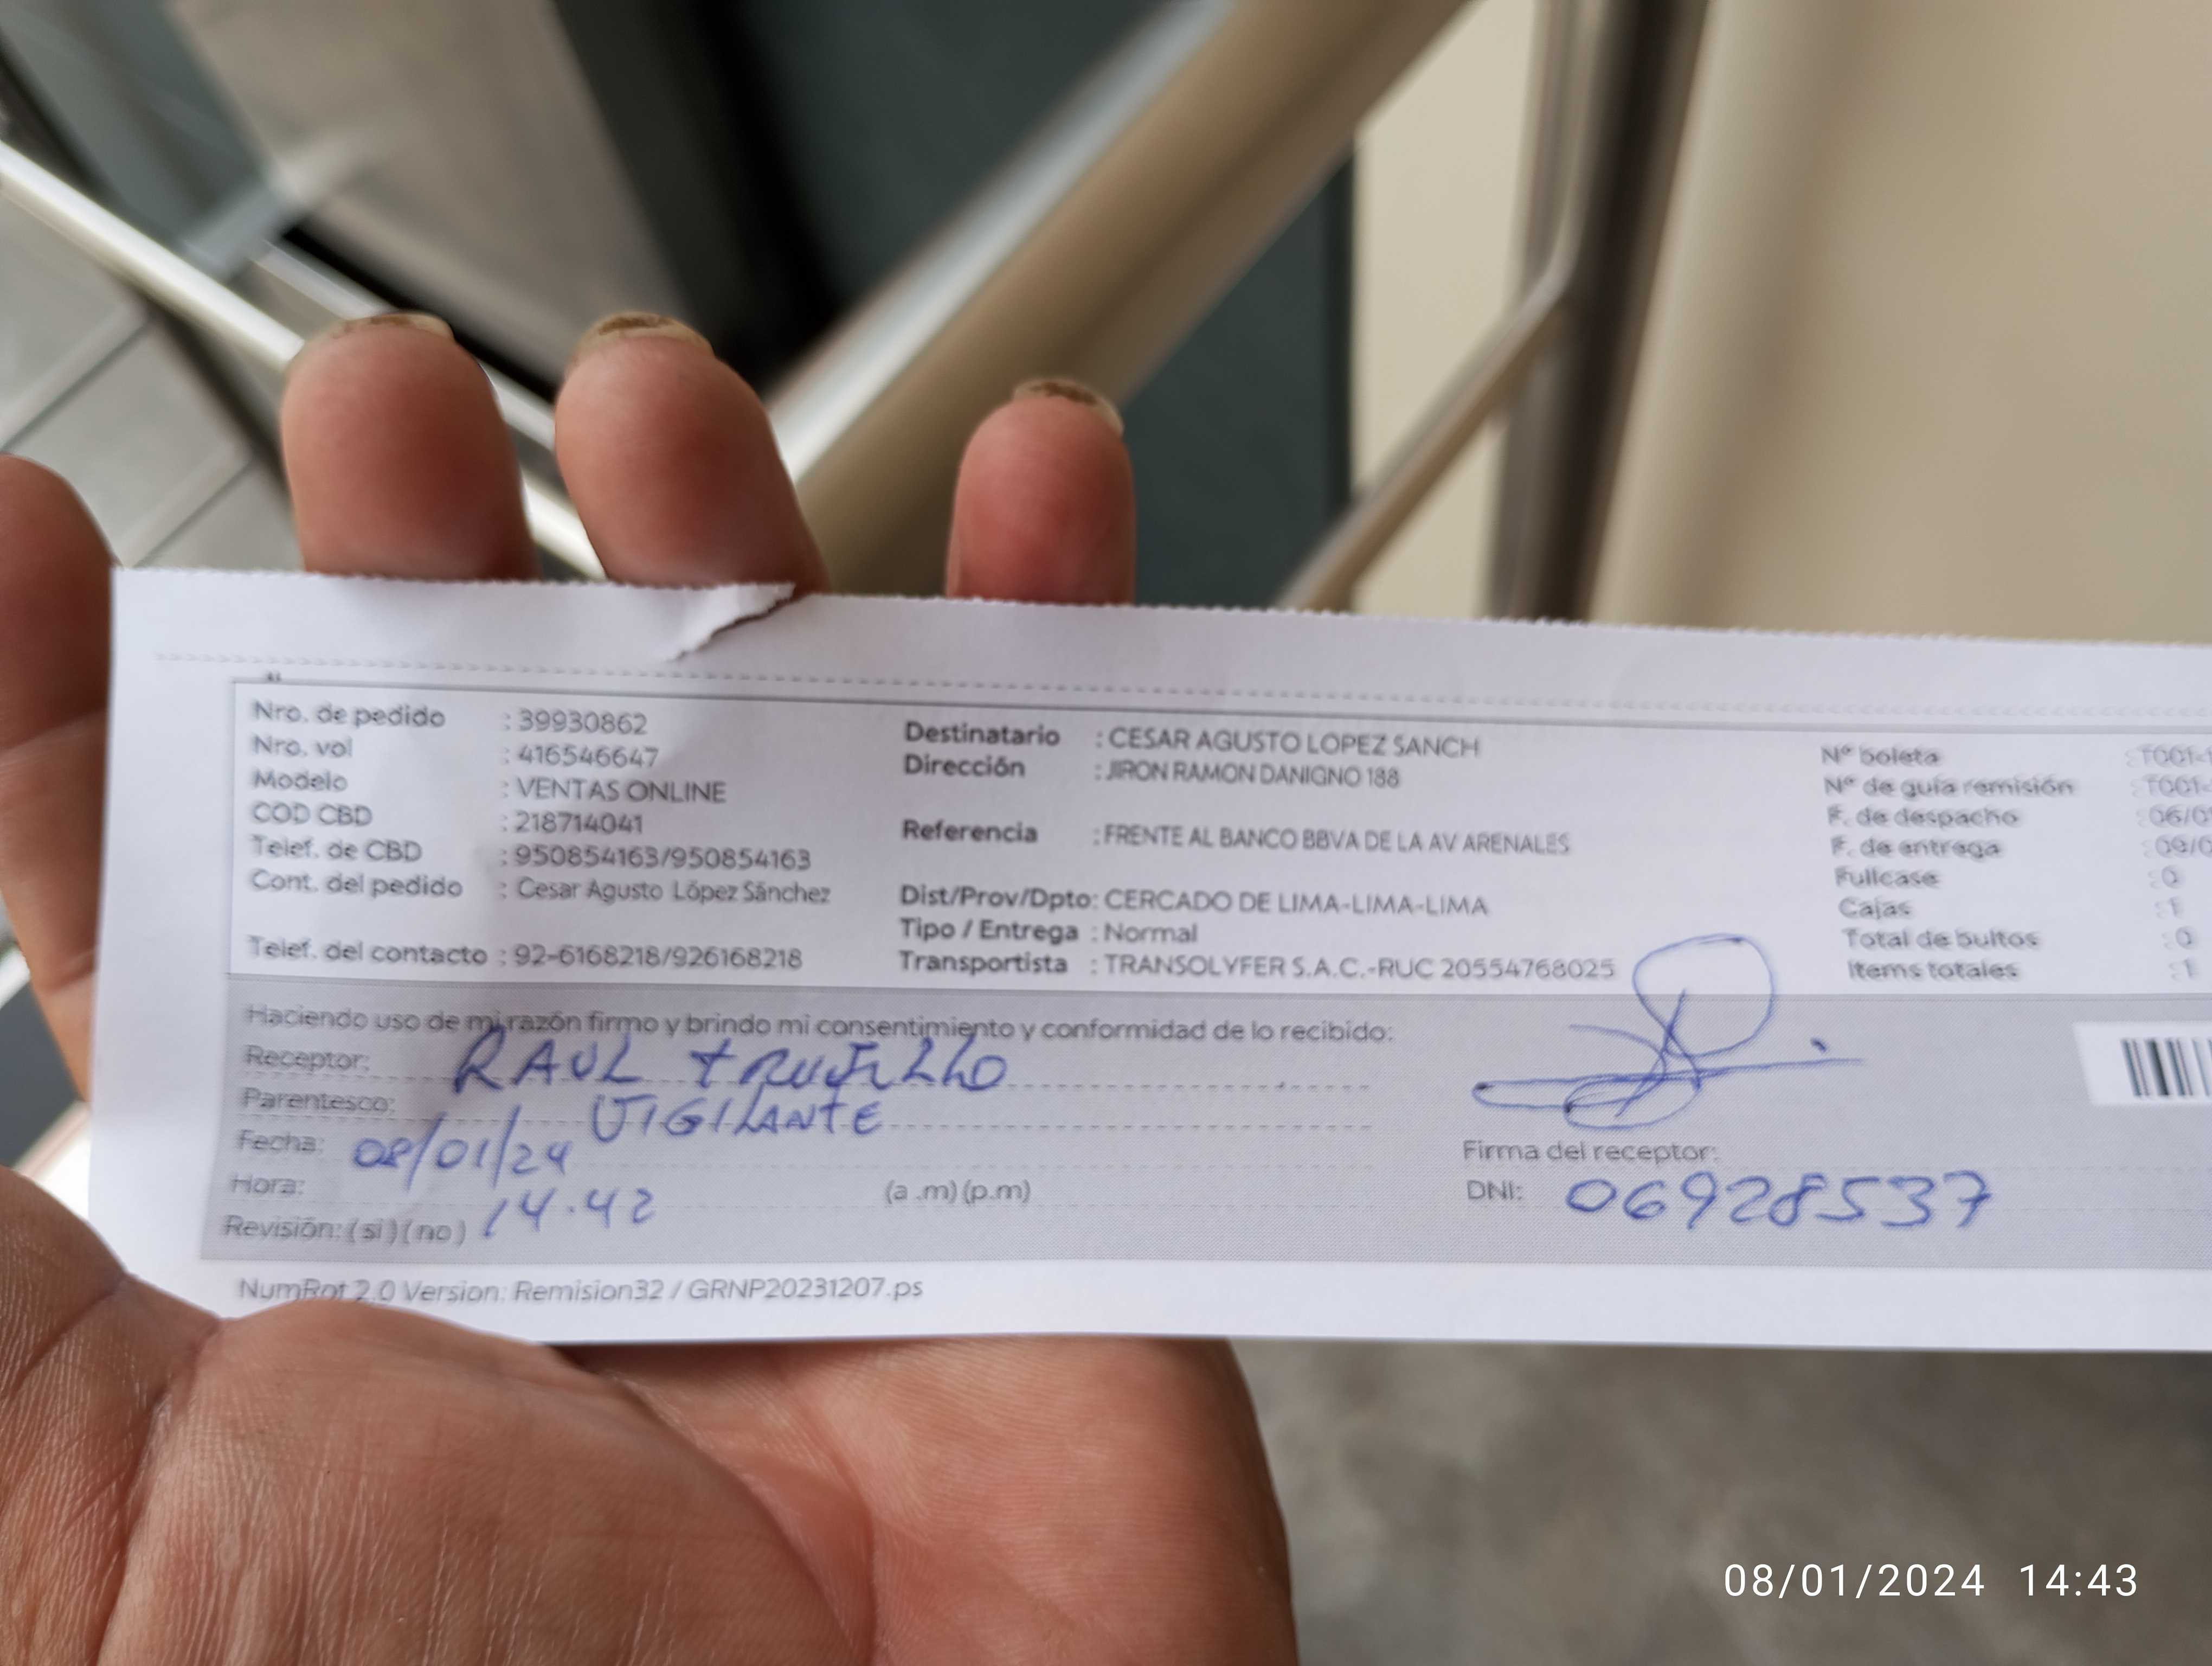 Nro. de pedido : 39930862
Nro. vol : 416546647
Modelo : VENTAS ONLINE
COD CBD : 218714041
Telef. de CBD : 950854163/950854163
Cont. del pedido : Cesar Agusto López Sánchez
Telef. del contacto : 92-6168218/926168218
Destinatario : CESAR AGUSTO LOPEZ SANCH
Dirección : JIRON RAMON DANIGNO 188
Referencia : FRENTE AL BANCO BBVA DE LA AV ARENALES
Dist/Prov/Dpto: CERCADO DE LIMA-LIMA-LIMA
Tipo / Entrega : Normal
Transportista : TRANSOLYFER S.A.C.-RUC 20554768025
Nº boleta : T001-
Nº de guía remisión : T001-
F. de despacho : 06/0
F. de entrega : 09/0
Fullcase : 0
Cajas : 1
Total de bultos : 0
Items totales : 1
Haciendo uso de mi razón firmo y brindo mi consentimiento y conformidad de lo recibido:
Receptor: RAUL TRUJILLO
Parentesco: VIGILANTE
Fecha: 08/01/24
Hora: 14.42 (a .m) (p.m)
Revisión: (si) (no)
Firma del receptor:
DNI: 06928537
NumRot 2.0 Version: Remision32 / GRNP20231207.ps
08/01/2024 14:43